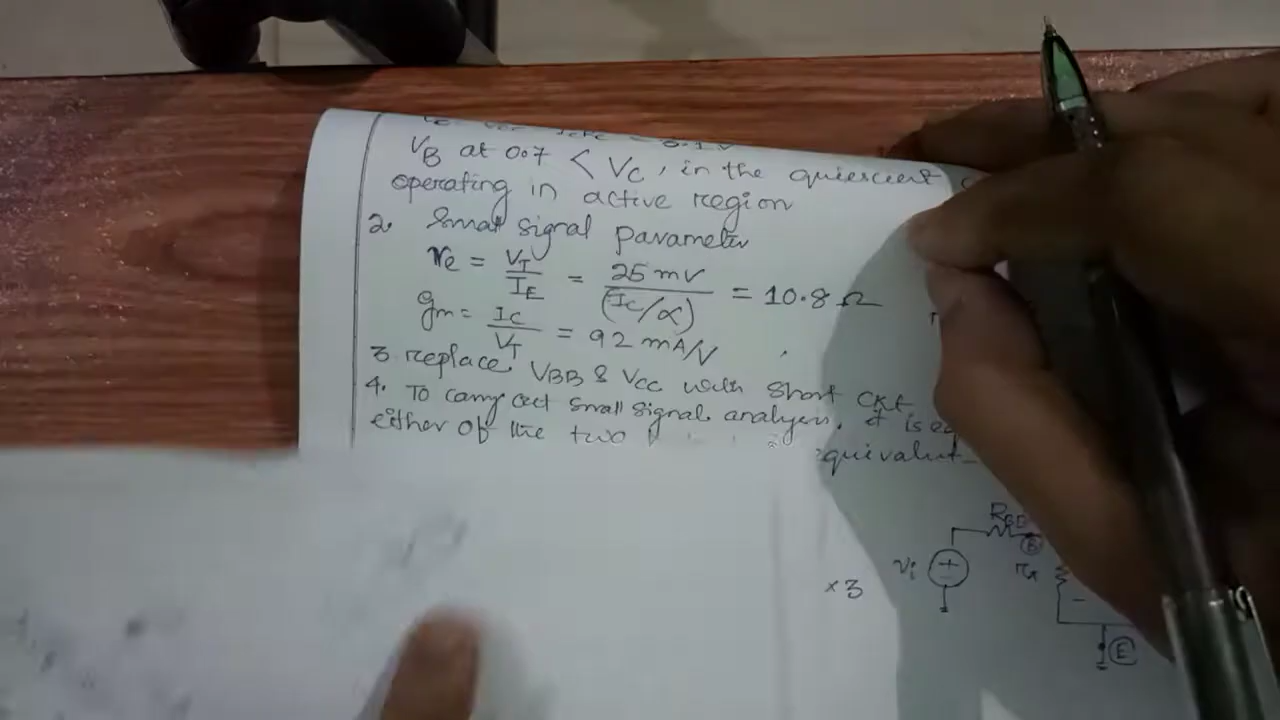 VB at 0.7 < VC, in the quiescent
operating in active region
2. Small signal parameter
re = VT/IE = 25 mV/(IC/α) = 10.8 Ω
gm = IC/VT = 92 mA/V
3. replace VBB & VCC with short ckt
4. To carry out small signal analysis, it is
either of the two
equivalent
RBB
B
vi
+
-
×3
E